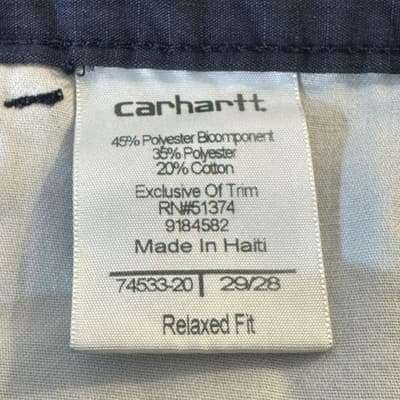 carhartt
45% Polyester Bicomponent
35% Polyester
20% Cotton
Exclusive Of Trim
RN#51374
9184582
Made In Haiti
74533-20 | 29/28
Relaxed Fit